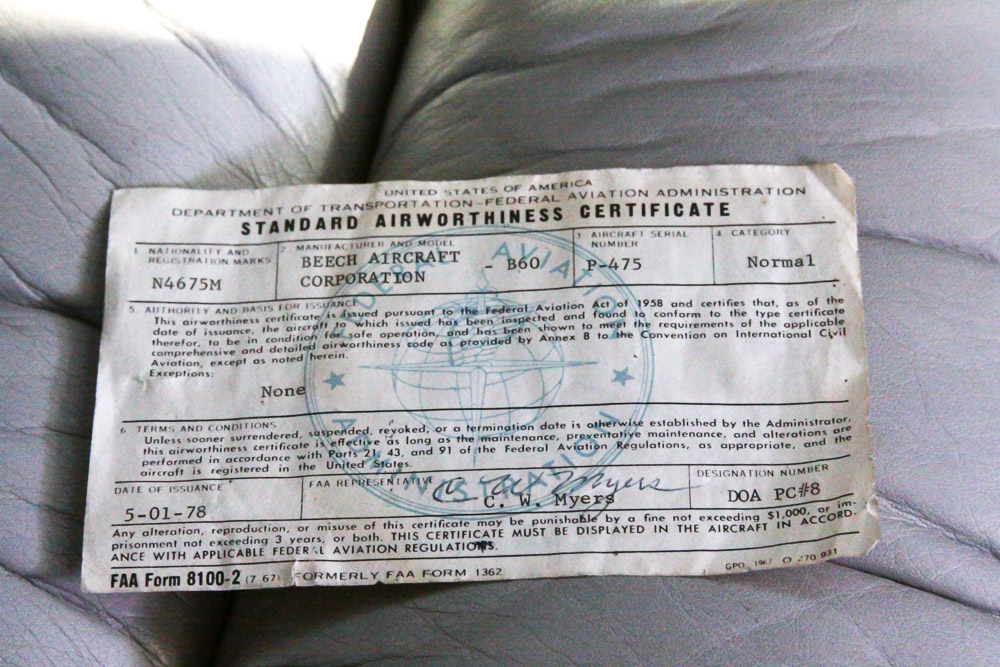 UNITED STATES OF AMERICA
DEPARTMENT OF TRANSPORTATION-FEDERAL AVIATION ADMINISTRATION
STANDARD AIRWORTHINESS CERTIFICATE
1 NATIONALITY AND REGISTRATION MARKS
N4675M
2 MANUFACTURER AND MODEL
BEECH AIRCRAFT
CORPORATION
- B60
3 AIRCRAFT SERIAL NUMBER
P-475
4 CATEGORY
Normal
5. AUTHORITY AND BASIS FOR ISSUANCE
This airworthiness certificate is issued pursuant to the Federal Aviation Act of 1958 and certifies that, as of the
date of issuance, the aircraft to which issued has been inspected and found to conform to the type certificate
therefor, to be in condition for safe operation, and has been shown to meet the requirements of the applicable
comprehensive and detailed airworthiness code as provided by Annex 8 to the Convention on International Civil
Aviation, except as noted herein.
Exceptions:
None
6 TERMS AND CONDITIONS
Unless sooner surrendered, suspended, revoked, or a termination date is otherwise established by the Administrator,
this airworthiness certificate is effective as long as the maintenance, preventative maintenance, and alterations are
performed in accordance with Parts 21, 43, and 91 of the Federal Aviation Regulations, as appropriate, and the
aircraft is registered in the United States.
DATE OF ISSUANCE
5-01-78
FAA REPRESENTATIVE
C. W. Myers
C. W. Myers
DESIGNATION NUMBER
DOA PC#8
Any alteration, reproduction, or misuse of this certificate may be punishable by a fine not exceeding $1,000, or im-
prisonment not exceeding 3 years, or both. THIS CERTIFICATE MUST BE DISPLAYED IN THE AIRCRAFT IN ACCORD-
ANCE WITH APPLICABLE FEDERAL AVIATION REGULATIONS.
FAA Form 8100-2 (7 67) FORMERLY FAA FORM 1362
GPO
FEDERAL AVIATION ADMINISTRATION